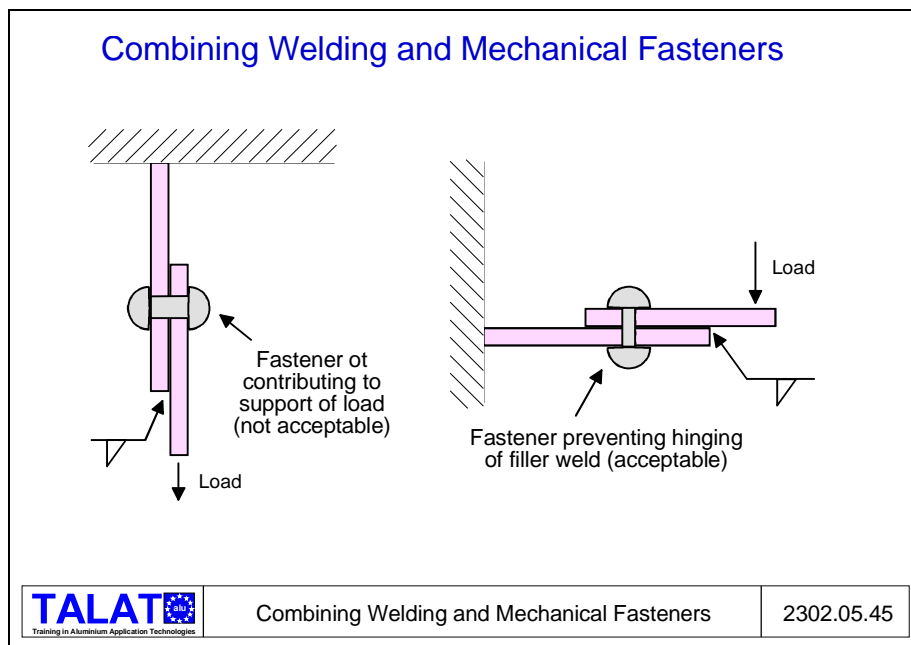 Combining Welding and Mechanical Fasteners
Fastener ot
contributing to
support of load
(not acceptable)
Load
Load
Fastener preventing hinging
of filler weld (acceptable)
TALAT
alu
Training in Aluminium Application Technologies
Combining Welding and Mechanical Fasteners
2302.05.45